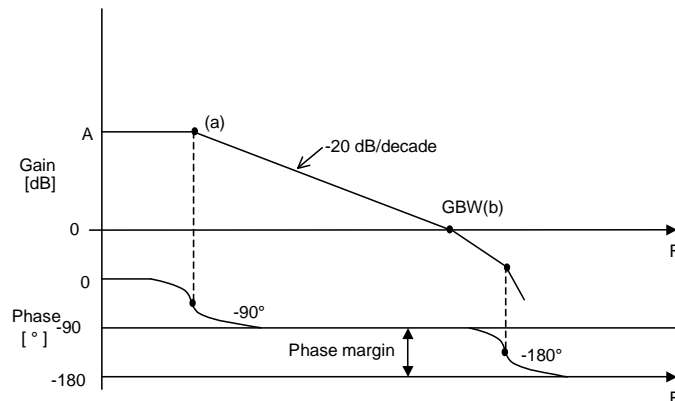 A
(a)
-20 dB/decade
Gain
[dB]
GBW(b)
0
F
0
Phase
-90
[ ° ]
-90°
Phase margin
-180°
-180
F